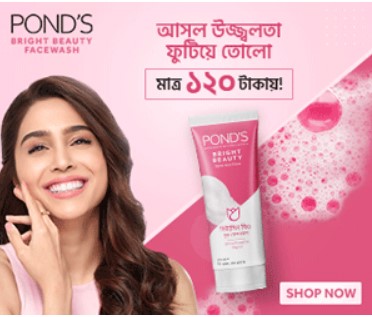 POND'S
BRIGHT BEAUTY
FACEWASH
আসল উজ্জ্বলতা
ফুটিয়ে তোলো
মাত্র ১২০ টাকায়!
POND'S
BRIGHT
BEAUTY
SHOP NOW